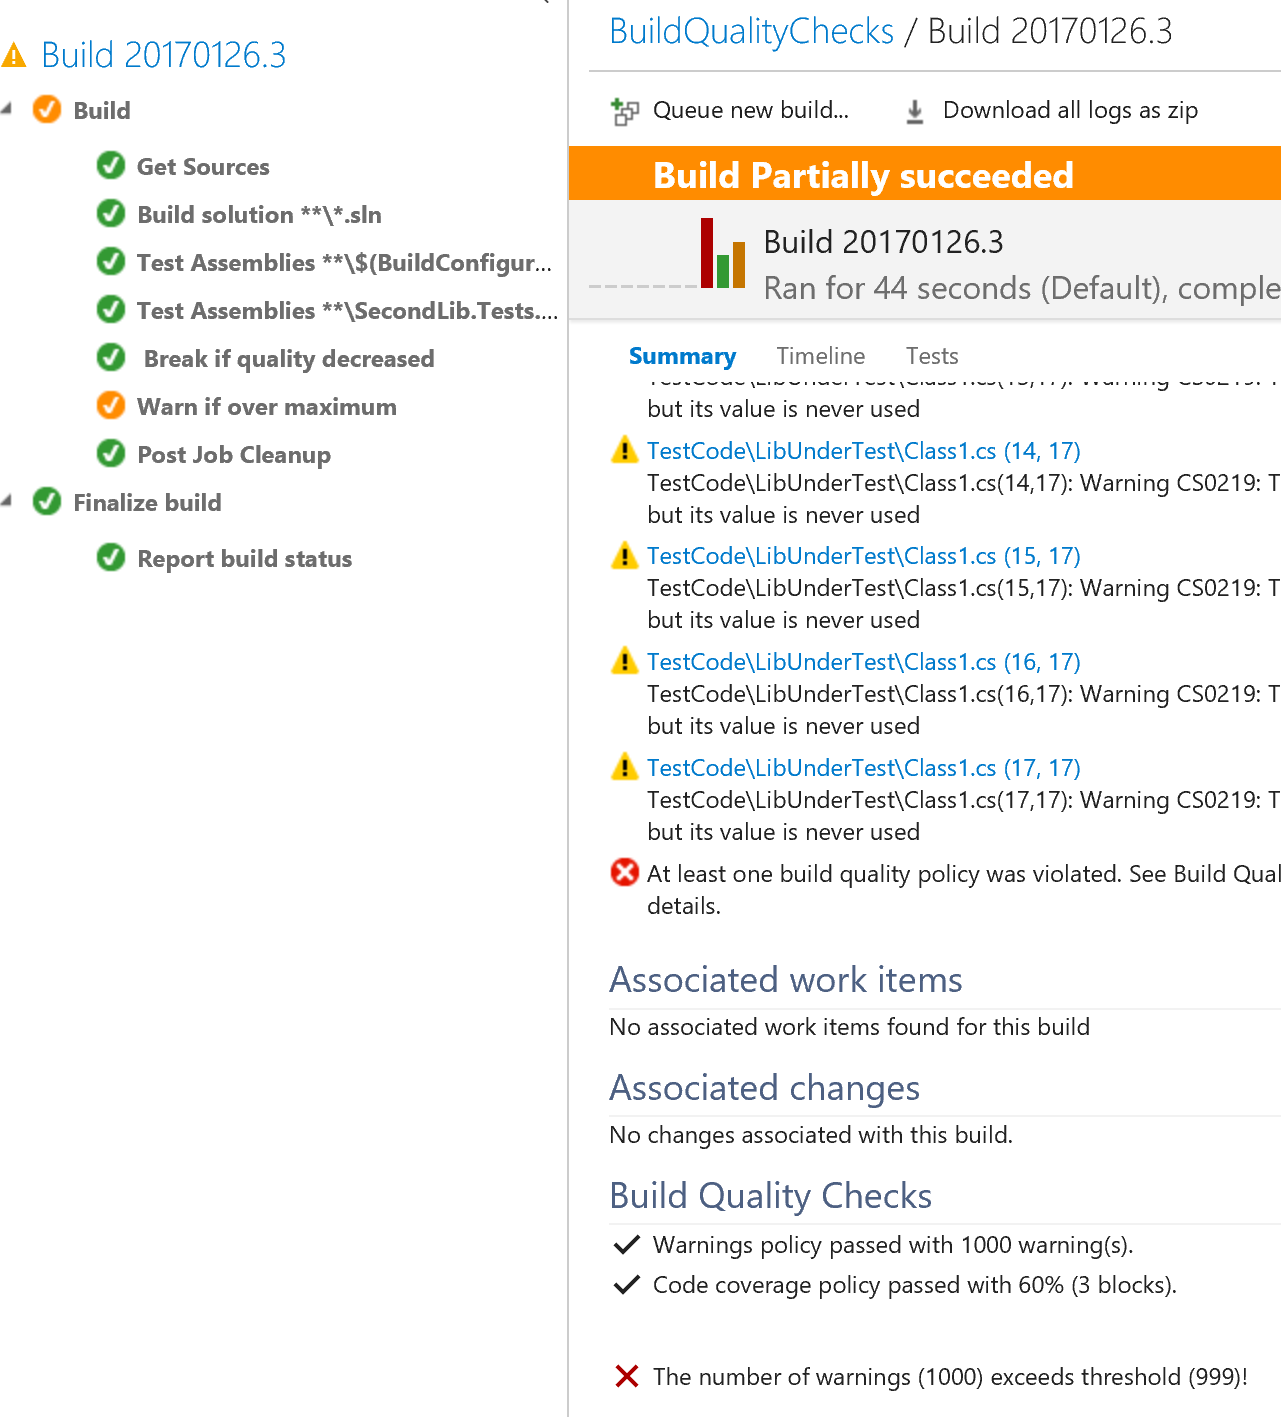 Build 20170126.3
Build
Get Sources
Build solution **\*.sln
Test Assemblies **\$(BuildConfigur...
Test Assemblies **\SecondLib.Tests....
Break if quality decreased
Warn if over maximum
Post Job Cleanup
Finalize build
Report build status
BuildQualityChecks / Build 20170126.3
Queue new build...
Download all logs as zip
Build Partially succeeded
Build 20170126.3
Ran for 44 seconds (Default), comple
Summary
Timeline
Tests
but its value is never used
TestCode\LibUnderTest\Class1.cs (14, 17)
TestCode\LibUnderTest\Class1.cs(14,17): Warning CS0219: T
but its value is never used
TestCode\LibUnderTest\Class1.cs (15, 17)
TestCode\LibUnderTest\Class1.cs(15,17): Warning CS0219: T
but its value is never used
TestCode\LibUnderTest\Class1.cs (16, 17)
TestCode\LibUnderTest\Class1.cs(16,17): Warning CS0219: T
but its value is never used
TestCode\LibUnderTest\Class1.cs (17, 17)
TestCode\LibUnderTest\Class1.cs(17,17): Warning CS0219: T
but its value is never used
At least one build quality policy was violated. See Build Qual
details.
Associated work items
No associated work items found for this build
Associated changes
No changes associated with this build.
Build Quality Checks
Warnings policy passed with 1000 warning(s).
Code coverage policy passed with 60% (3 blocks).
The number of warnings (1000) exceeds threshold (999)!